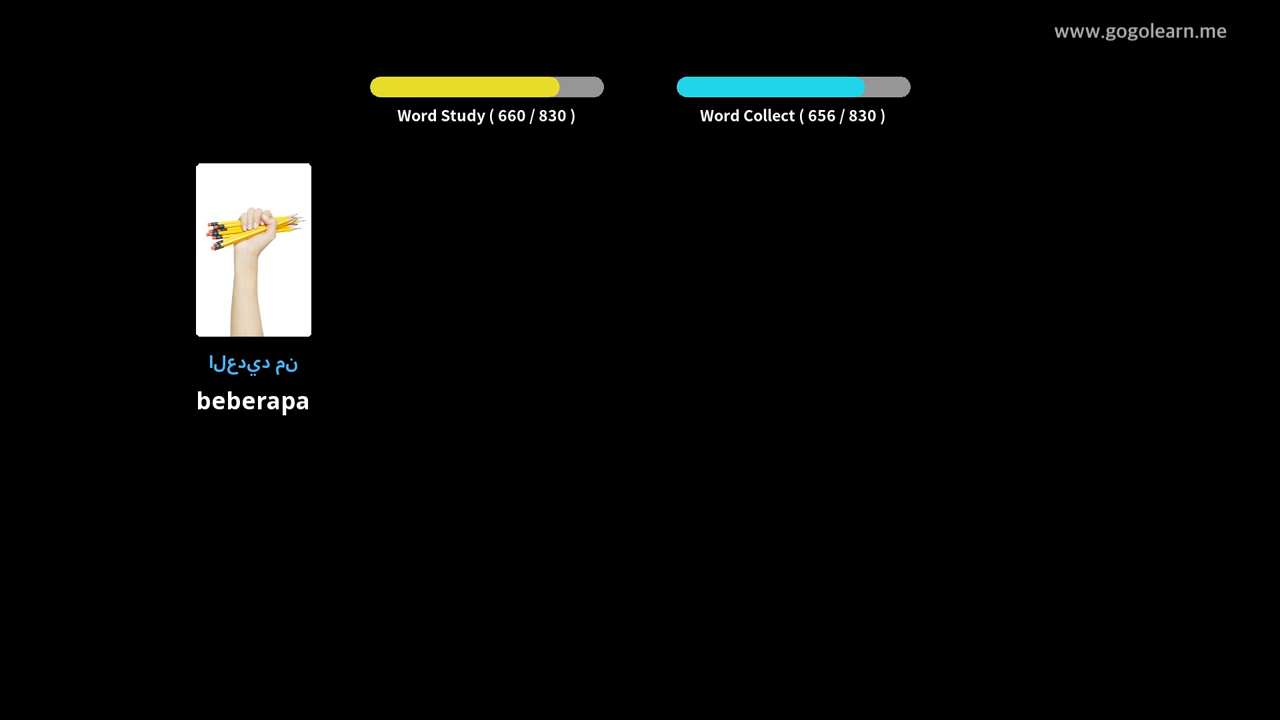 www.gogolearn.me
Word Study ( 660 / 830 )
Word Collect ( 656 / 830 )
العديد من
beberapa